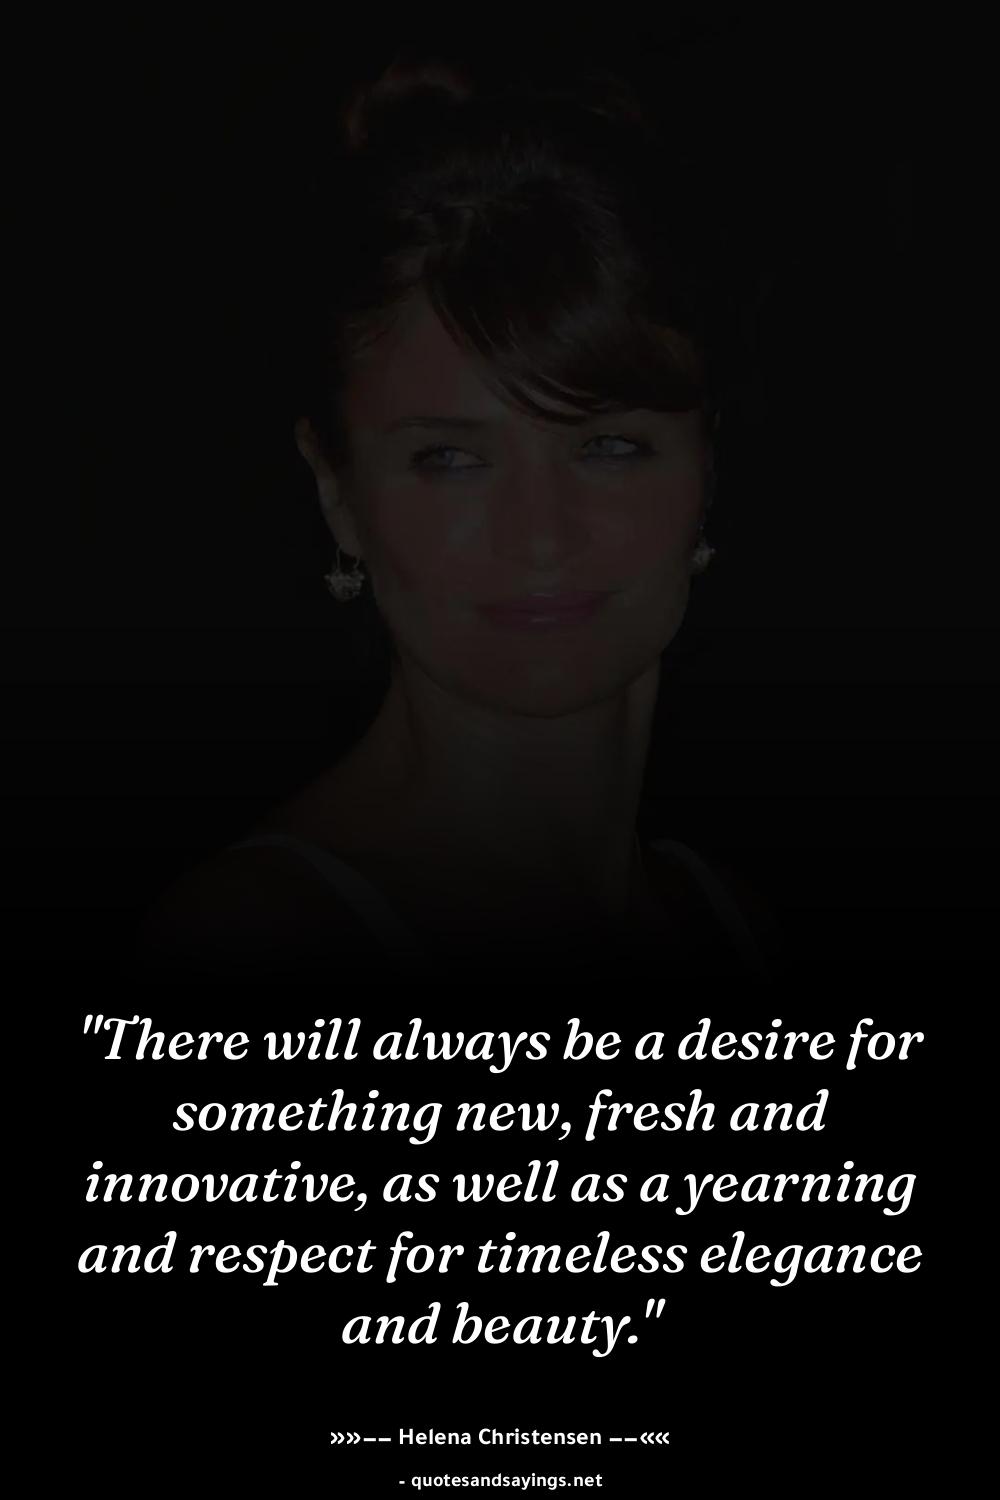 "There will always be a desire for
something new, fresh and
innovative, as well as a yearning
and respect for timeless elegance
and beauty."
»»-- Helena Christensen --««
- quotesandsayings.net